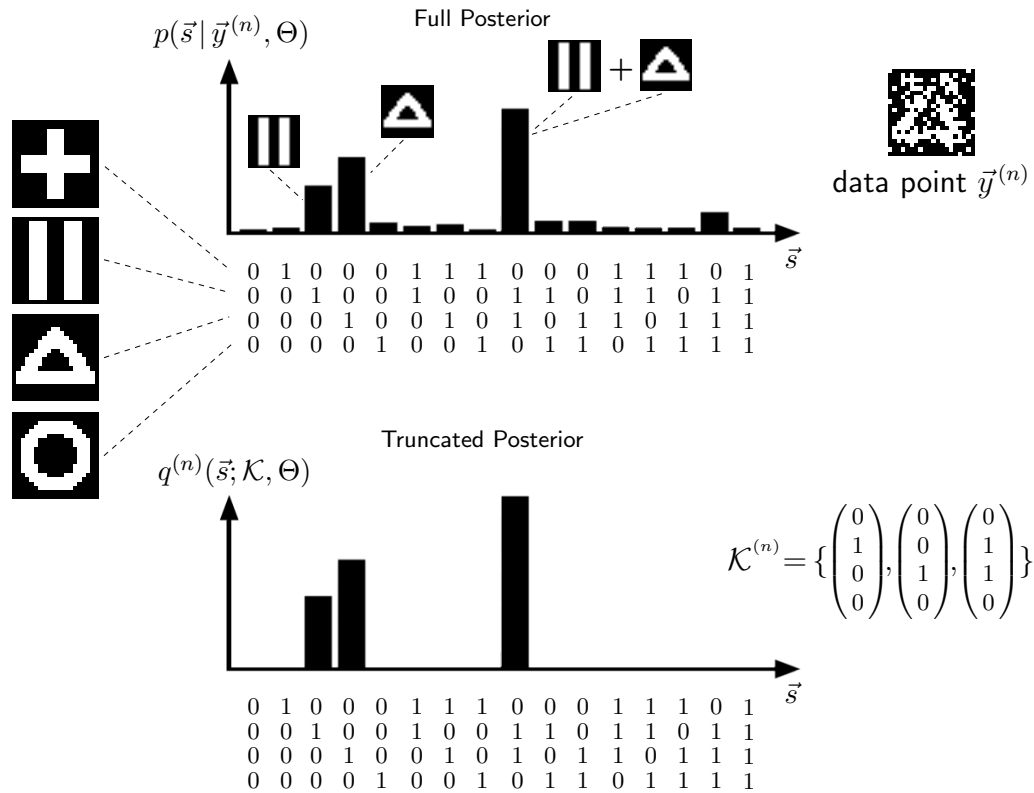 Full Posterior
p(s⃗ | y⃗ ⁽ⁿ⁾, Θ)
+
data point y⃗ ⁽ⁿ⁾
s⃗
0 1 0 0 0 1 1 1 0 0 0 1 1 1 0 1
0 0 1 0 0 1 0 0 1 1 0 1 1 0 1 1
0 0 0 1 0 0 1 0 1 0 1 1 0 1 1 1
0 0 0 0 1 0 0 1 0 1 1 0 1 1 1 1
Truncated Posterior
q⁽ⁿ⁾(s⃗; 𝒦, Θ)
𝒦⁽ⁿ⁾ = {(0 1 0 0), (0 0 1 0), (0 1 1 0)}
s⃗
0 1 0 0 0 1 1 1 0 0 0 1 1 1 0 1
0 0 1 0 0 1 0 0 1 1 0 1 1 0 1 1
0 0 0 1 0 0 1 0 1 0 1 1 0 1 1 1
0 0 0 0 1 0 0 1 0 1 1 0 1 1 1 1